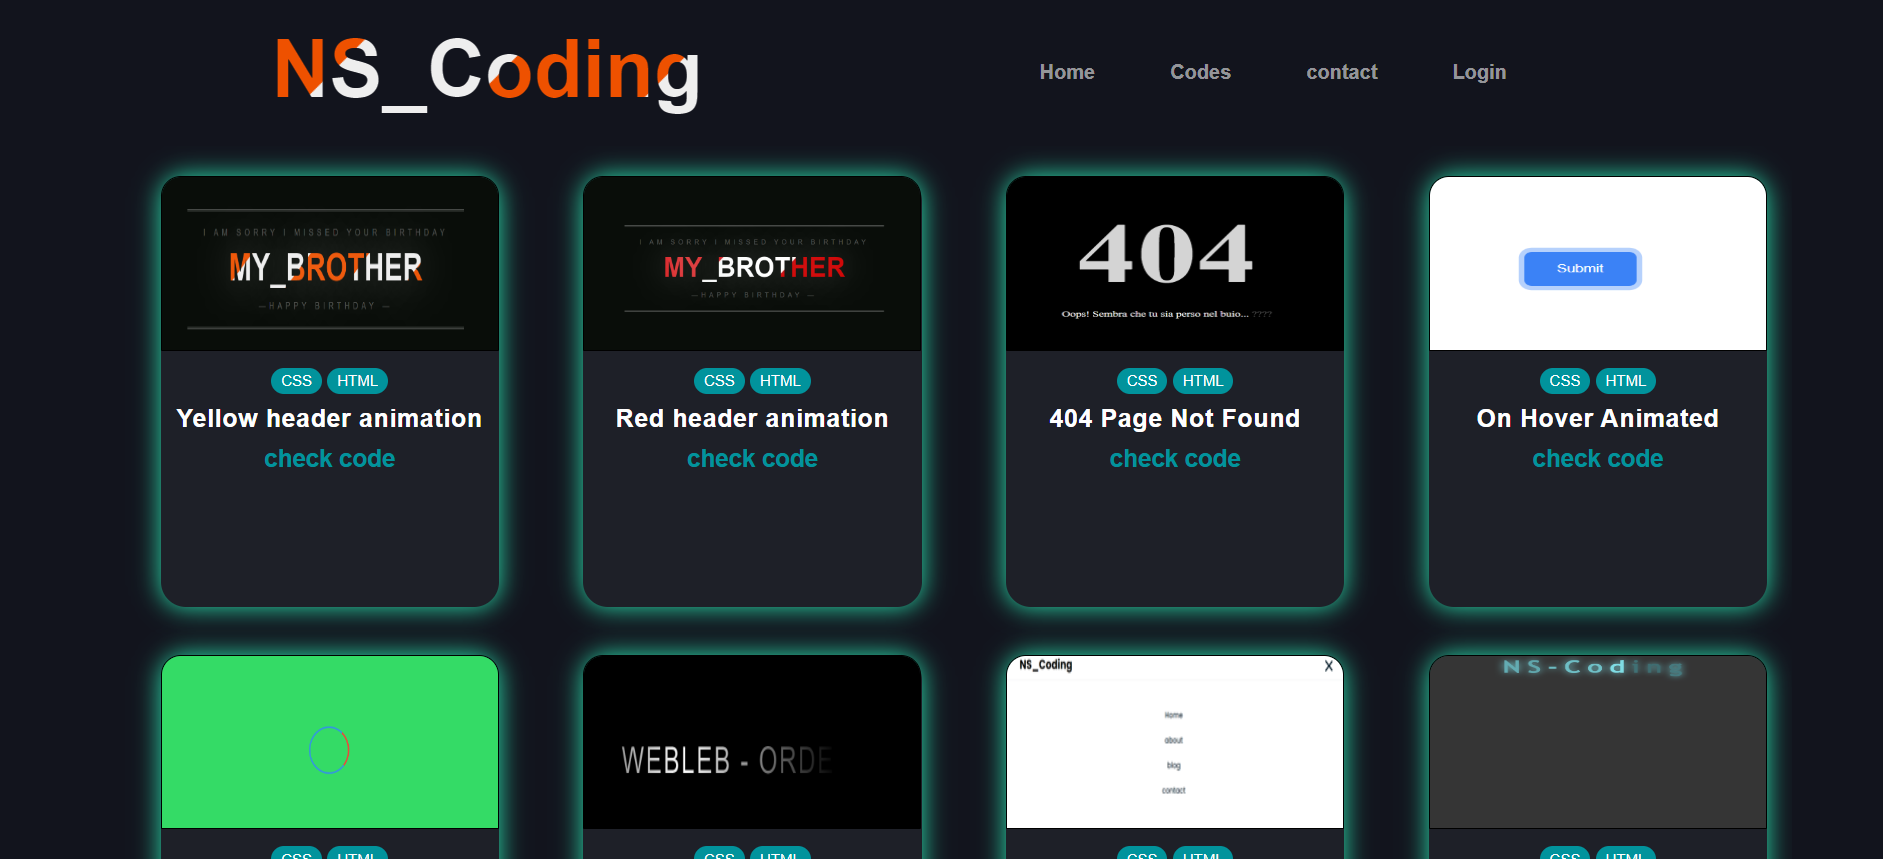 NS_Coding
Home Codes contact Login
I AM SORRY I MISSED YOUR BIRTHDAY
MY_BROTHER
—HAPPY BIRTHDAY —
CSS HTML
Yellow header animation
check code
I AM SORRY I MISSED YOUR BIRTHDAY
MY_BROTHER
—HAPPY BIRTHDAY —
CSS HTML
Red header animation
check code
404
Oops! Sembra che tu sia perso nel buio... ????
CSS HTML
404 Page Not Found
check code
Submit
CSS HTML
On Hover Animated
check code
CSS HTML
WEBLEB - ORDE
CSS HTML
NS_Coding X
Home
about
blog
contact
CSS HTML
NS-Coding
CSS HTML